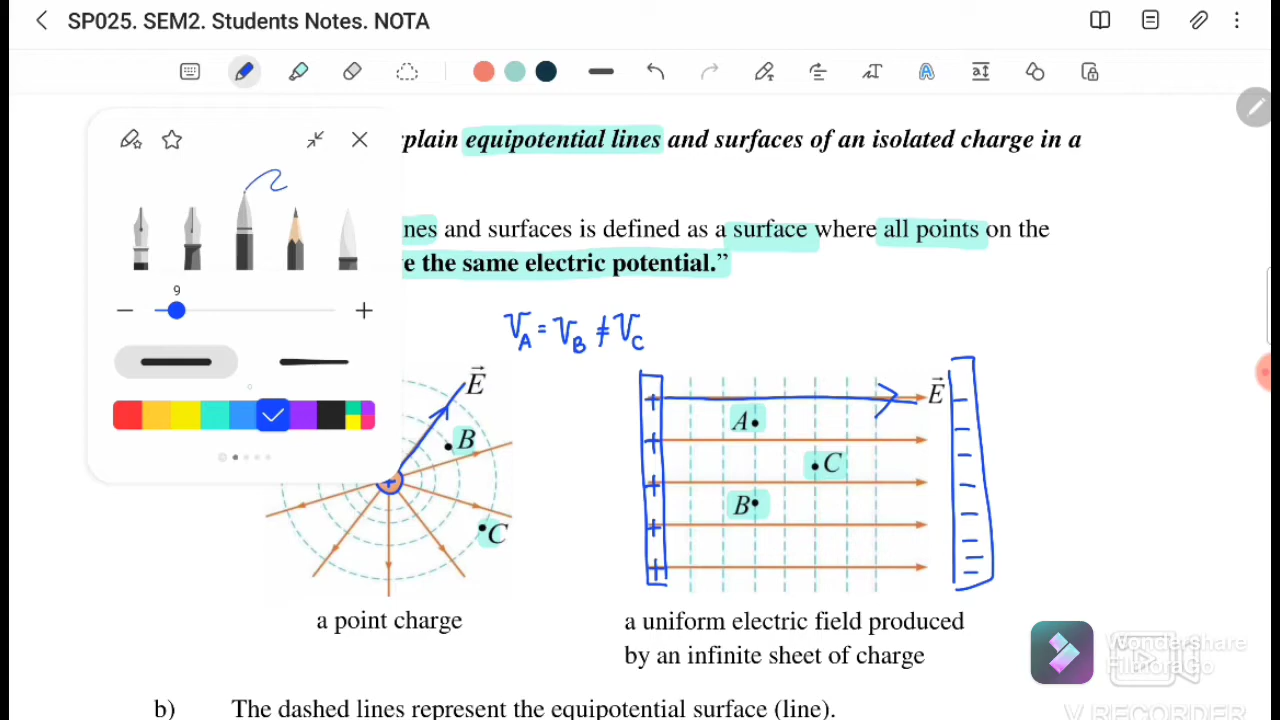 SP025. SEM2. Students Notes. NOTA
plain equipotential lines and surfaces of an isolated charge in a
nes and surfaces is defined as a surface where all points on the
e the same electric potential.”
9
V_A = V_B ≠ V_C
E
B
C
a point charge
+ + + + +
A
C
B
E
a uniform electric field produced
by an infinite sheet of charge
b) The dashed lines represent the equipotential surface (line).
Wondershare
FilmoraGo
V RECORDER